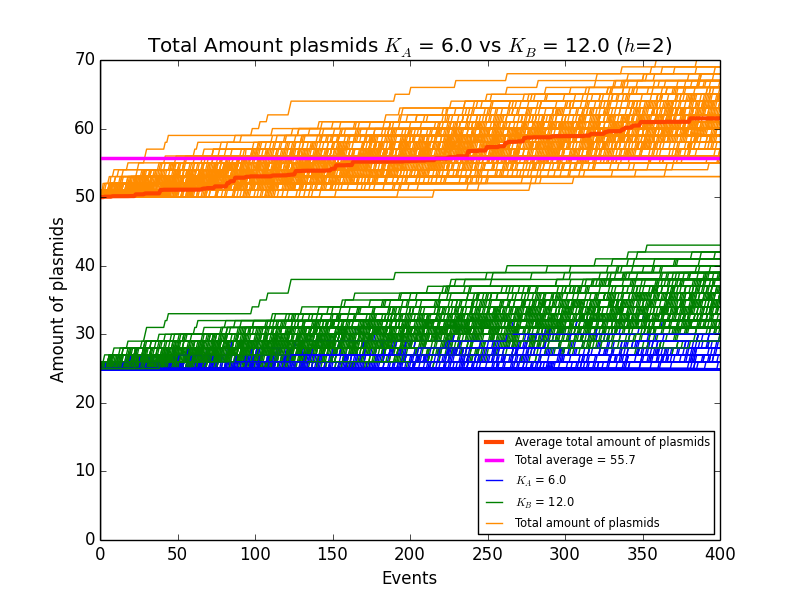 Total Amount plasmids K_A = 6.0 vs K_B = 12.0 (h=2)
70
60
50
40
30
20
10
0
Amount of plasmids
Average total amount of plasmids
Total average = 55.7
K_A = 6.0
K_B = 12.0
Total amount of plasmids
0 50 100 150 200 250 300 350 400
Events